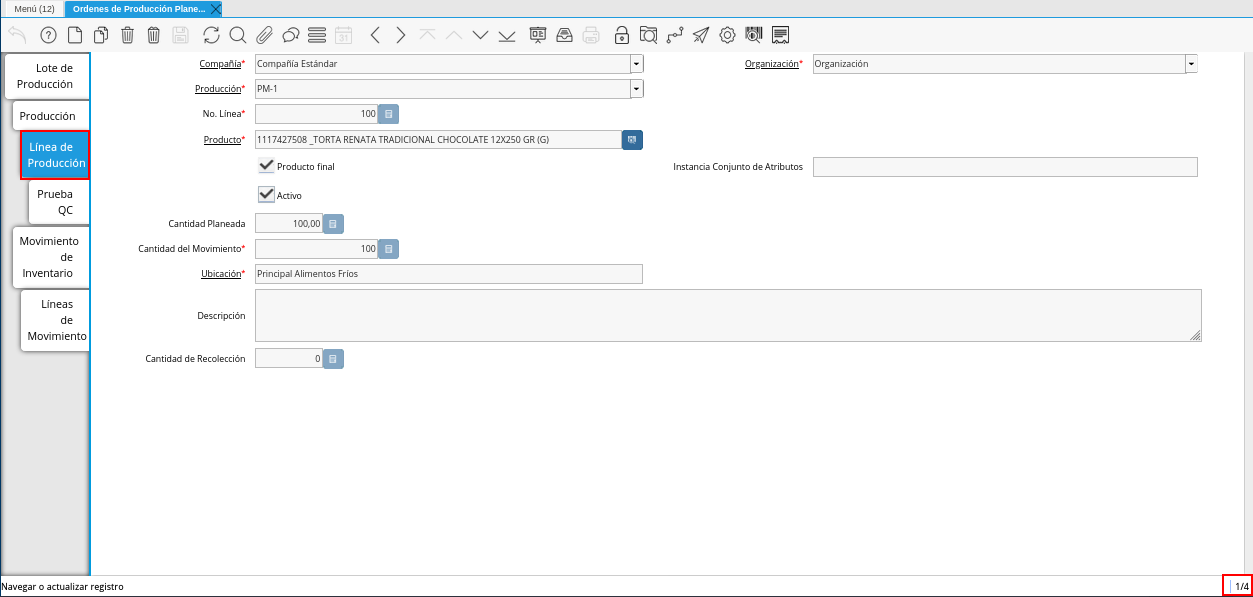 Menú (12)
Ordenes de Producción Plane...
31
Lote de
Producción
Producción
Línea de
Producción
Prueba
QC
Movimiento
de
Inventario
Líneas
de
Movimiento
Compañía* Compañía Estándar
Organización* Organización
Producción* PM-1
No. Línea* 100
Producto* 1117427508 _TORTA RENATA TRADICIONAL CHOCOLATE 12X250 GR (G)
Producto final
Instancia Conjunto de Atributos
Activo
Cantidad Planeada 100,00
Cantidad del Movimiento* 100
Ubicación* Principal Alimentos Fríos
Descripción
Cantidad de Recolección 0
Navegar o actualizar registro
1/4